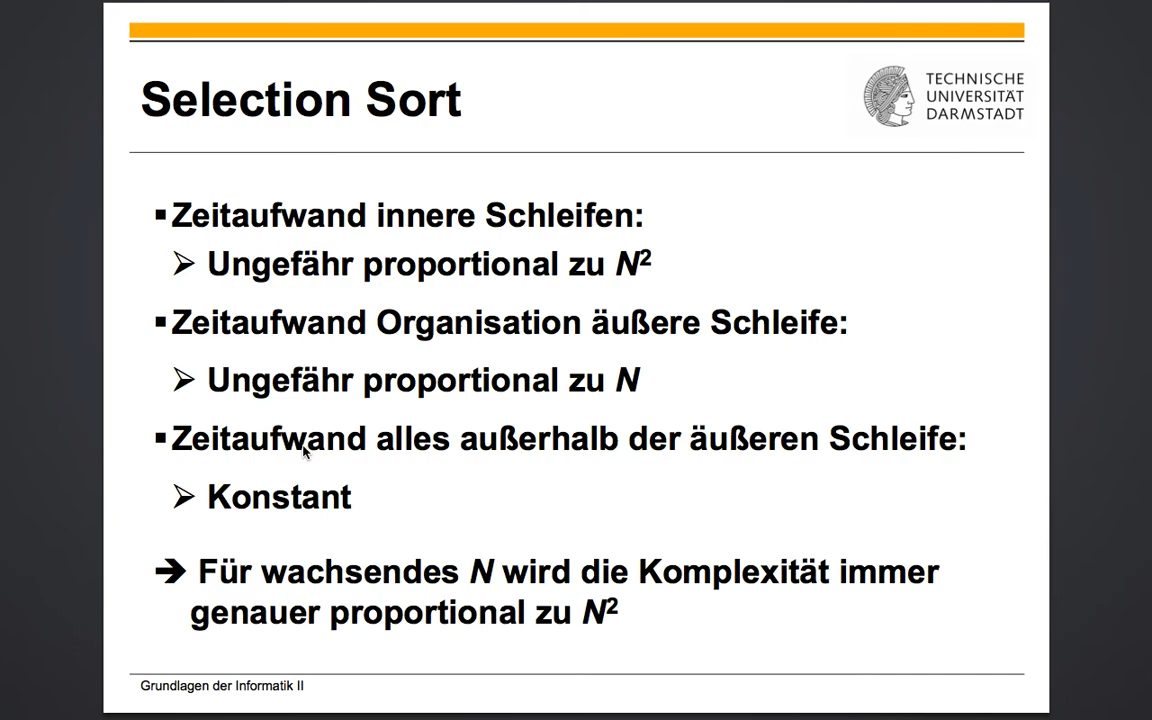 Selection Sort
TECHNISCHE
UNIVERSITÄT
DARMSTADT
▪Zeitaufwand innere Schleifen:
➢ Ungefähr proportional zu N²
▪Zeitaufwand Organisation äußere Schleife:
➢ Ungefähr proportional zu N
▪Zeitaufwand alles außerhalb der äußeren Schleife:
➢ Konstant
➔ Für wachsendes N wird die Komplexität immer
genauer proportional zu N²
Grundlagen der Informatik II